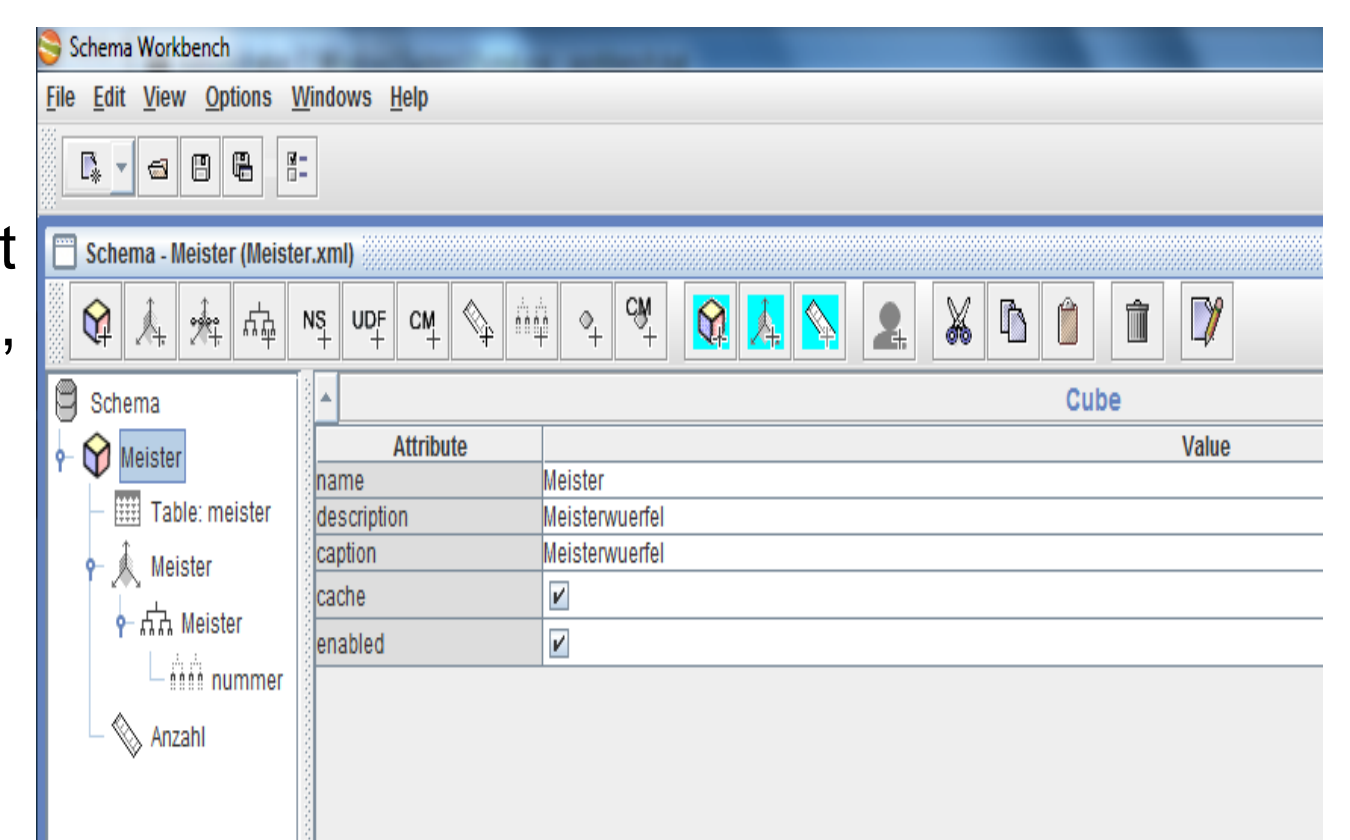 Schema Workbench
File Edit View Options Windows Help
t
Schema - Meister (Meister.xml)
,
NS UDF CM CM
Schema
Cube
Meister
Attribute Value
name Meister
Table: meister
description Meisterwuerfel
Meister
caption Meisterwuerfel
cache
Meister
enabled
nummer
Anzahl